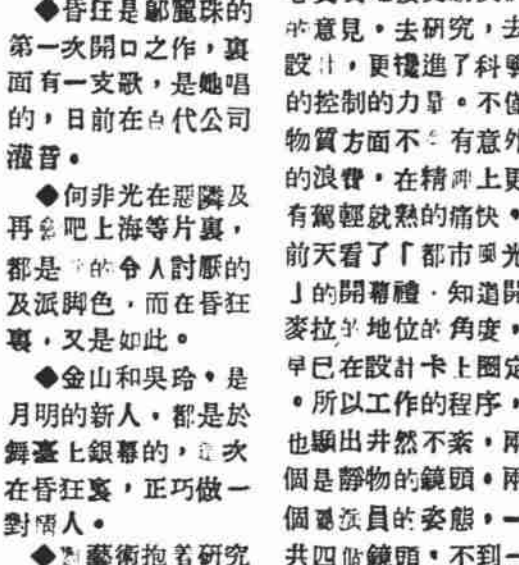 ◆昏狂是鄺麗珠的
第一次開口之作，裏
面有一支歌，是她唱
的，日前在百代公司
灌音。
◆何非光在惡隣及
再會吧上海等片裏，
都是的令人討厭的
及派脚色，而在昏狂
裏，又是如此。
◆金山和吳玲，是
月明的新人，都是於
舞臺上銀幕的，次
在昏狂裏，正巧做一
對情人。
◆藝術抱着研究
的意見。去研究，去
設計，更機進了科學
的控制的力量。不僅
物質方面不有意外
的浪費，在精神上更
有駕輕就熟的痛快。
前天看了「都市風光
」的開幕禮，知道開
麥拉的地位的角度，
早已在設計卡上圈定
。所以工作的程序，
也顯出井然不紊，兩
個是靜物的鏡頭。兩
個演員的姿態，一
共四個鏡頭，不到一